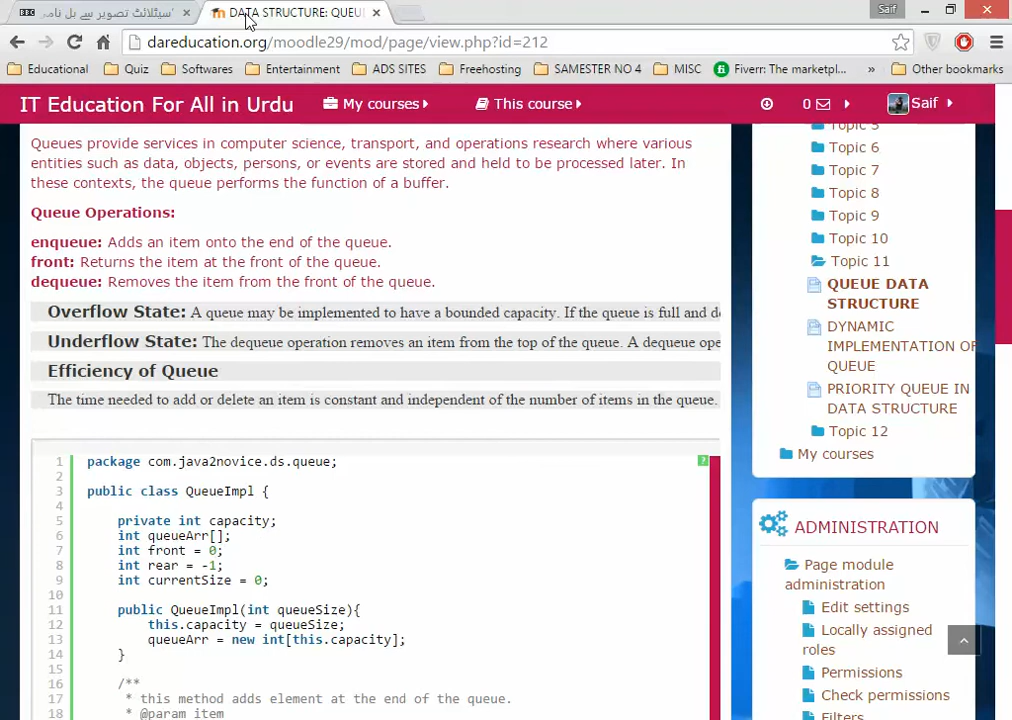 BBC
'سیٹلائٹ تصویر سے بل نامہ
DATA STRUCTURE: QUEU
Saif
dareducation.org/moodle29/mod/page/view.php?id=212
Educational
Quiz
Softwares
Entertainment
ADS SITES
Freehosting
SAMESTER NO 4
MISC
Fiverr: The marketpl...
»
Other bookmarks
IT Education For All in Urdu
My courses
This course
0
Saif
Queues provide services in computer science, transport, and operations research where various
entities such as data, objects, persons, or events are stored and held to be processed later. In
these contexts, the queue performs the function of a buffer.
Queue Operations:
enqueue: Adds an item onto the end of the queue.
front: Returns the item at the front of the queue.
dequeue: Removes the item from the front of the queue.
Overflow State: A queue may be implemented to have a bounded capacity. If the queue is full and do
Underflow State: The dequeue operation removes an item from the top of the queue. A dequeue ope
Efficiency of Queue
The time needed to add or delete an item is constant and independent of the number of items in the queue.
?
1 package com.java2novice.ds.queue;
2
3 public class QueueImpl {
4
5 private int capacity;
6 int queueArr[];
7 int front = 0;
8 int rear = -1;
9 int currentSize = 0;
10
11 public QueueImpl(int queueSize){
12 this.capacity = queueSize;
13 queueArr = new int[this.capacity];
14 }
15
16 /**
17 * this method adds element at the end of the queue.
18 * @param item
Topic 5
Topic 6
Topic 7
Topic 8
Topic 9
Topic 10
Topic 11
QUEUE DATA
STRUCTURE
DYNAMIC
IMPLEMENTATION OF
QUEUE
PRIORITY QUEUE IN
DATA STRUCTURE
Topic 12
My courses
ADMINISTRATION
Page module
administration
Edit settings
Locally assigned
roles
Permissions
Check permissions
Filters